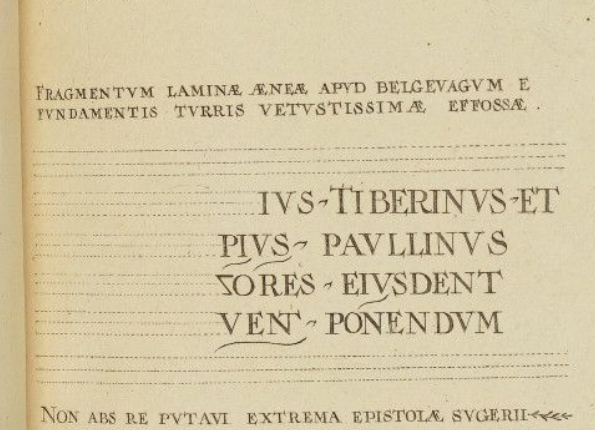 FRAGMENTVM LAMINÆ ÆNEÆ APVD BELGEVAGVM E
FVNDAMENTIS TVRRIS VETVSTISSIMÆ EFFOSSÆ .
IVS-TIBERINVS-ET
PIVS- PAVLLINVS
SORES - EIVSDENT
VENT - PONENDVM
NON ABS RE PVTAVI EXTREMA EPISTOLÆ SVGERII